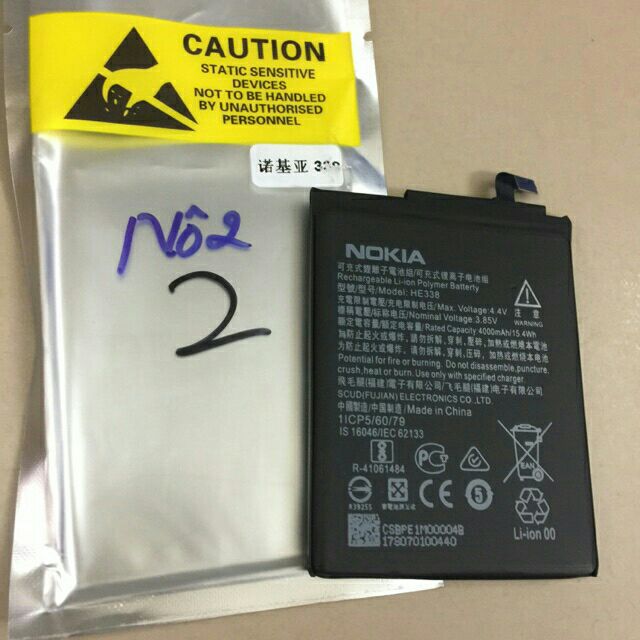 CAUTION
STATIC SENSITIVE
DEVICES
NOT TO BE HANDLED
BY UNAUTHORISED
PERSONNEL
诺基亚 338
Nô2
2
NOKIA
可充式鋰離子電池組/可充式锂离子电池组
Rechargeable Li-ion Polymer Battery
型號/型号/Model: HE338
充電限制電壓/充电限制电压/Max. Voltage: 4.4V
標稱電壓/标称电压/Nominal Voltage: 3.85V
額定容量/额定容量/Rated Capacity: 4000mAh/15.4Wh
Potential for fire or burning. Do not disassemble,puncture,
crush,heat or burn. Read manufacturer's instructions.
飛毛腿(福建)電子有限公司/飞毛腿(福建)电子有限公司
SCUD(FUJIAN) ELECTRONICS CO.,LTD
中國製造/中国制造/Made in China
1ICP5/60/79
IS 16046/IEC 62133
注意
WARNING
R-41061484
R39255
CE
5
Li-ion 00
CSBPE1M00004B
178070100440